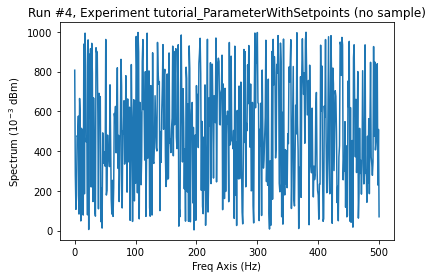 Run #4, Experiment tutorial_ParameterWithSetpoints (no sample)
Spectrum (10⁻³ dBm)
1000
800
600
400
200
0
0 100 200 300 400 500
Freq Axis (Hz)